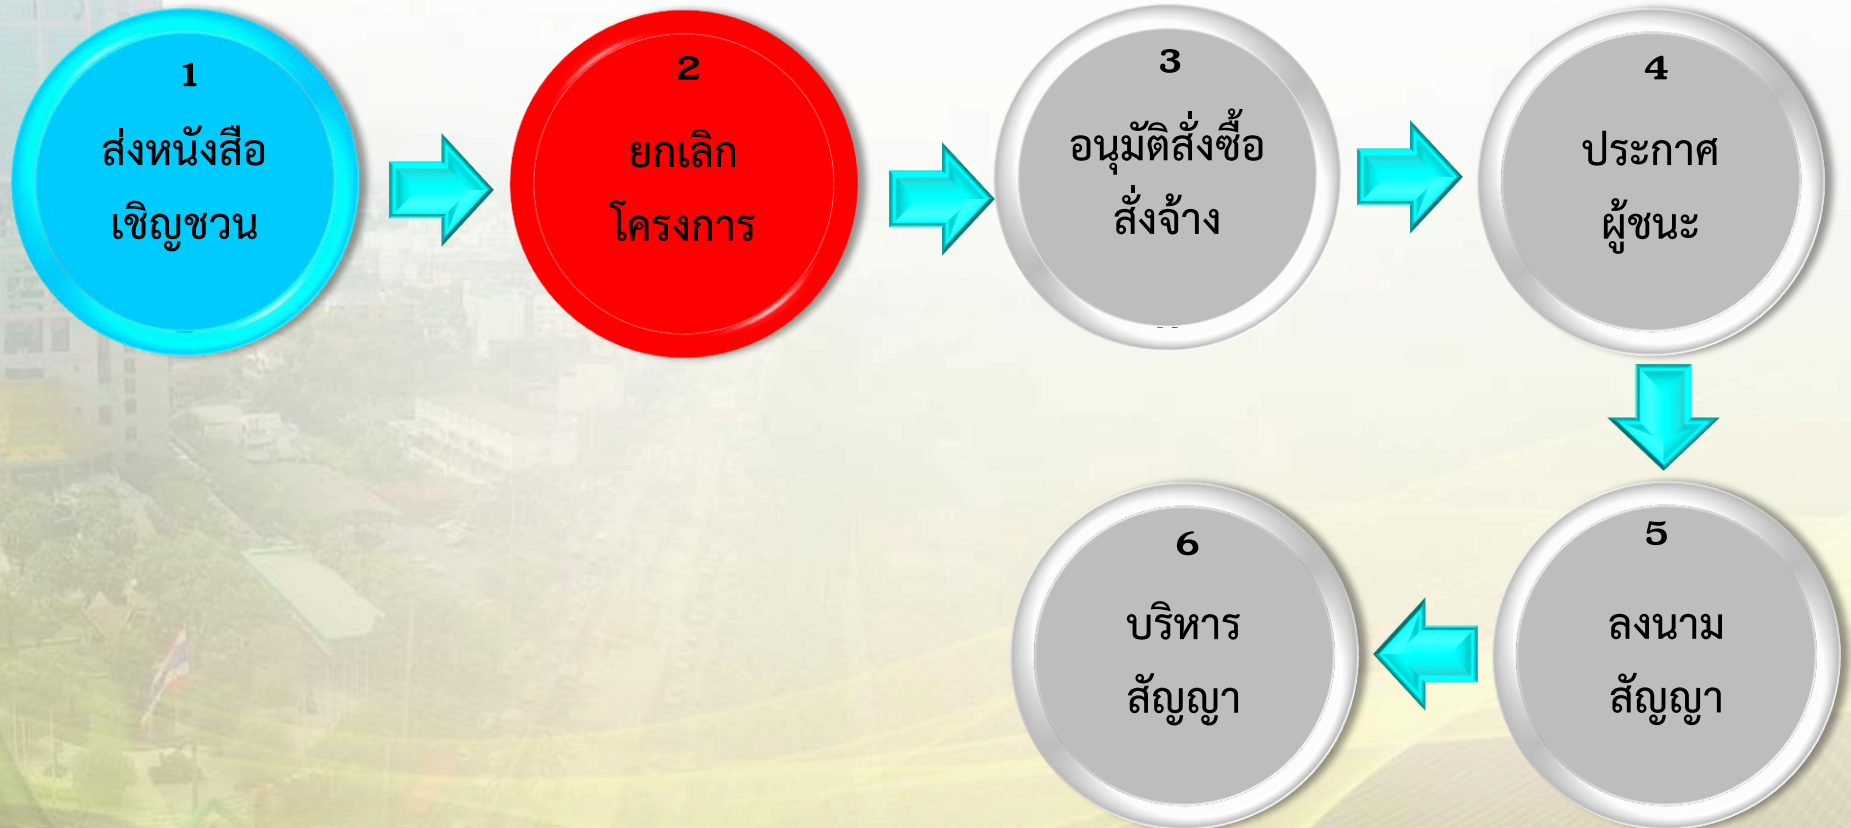 1
ส่งหนังสือ
เชิญชวน
2
ยกเลิก
โครงการ
3
อนุมัติสั่งซื้อ
สั่งจ้าง
4
ประกาศ
ผู้ชนะ
5
ลงนาม
สัญญา
6
บริหาร
สัญญา